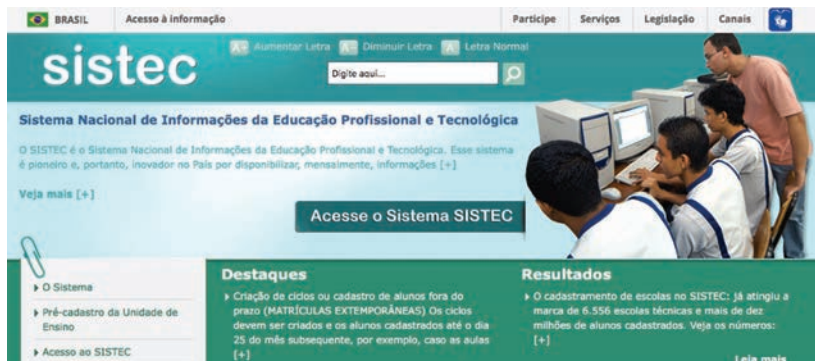 BRASIL Acesso à informação Participe Serviços Legislação Canais
A+ Aumentar Letra A- Diminuir Letra A Letra Normal
sistec
Digite aqui...
Sistema Nacional de Informações da Educação Profissional e Tecnológica
O SISTEC é o Sistema Nacional de Informações da Educação Profissional e Tecnológica. Esse sistema
é pioneiro e, portanto, inovador no País por disponibilizar, mensalmente, informações [+]
Veja mais [+]
Acesse o Sistema SISTEC
O Sistema
Pré-cadastro da Unidade de
Ensino
Acesso ao SISTEC
Destaques
Criação de ciclos ou cadastro de alunos fora do
prazo (MATRÍCULAS EXTEMPORÂNEAS) Os ciclos
devem ser criados e os alunos cadastrados até o dia
25 do mês subsequente, por exemplo, caso as aulas
[+]
Resultados
O cadastramento de escolas no SISTEC: já atingiu a
marca de 6.556 escolas técnicas e mais de dez
milhões de alunos cadastrados. Veja os números:
[+]
Leia mais